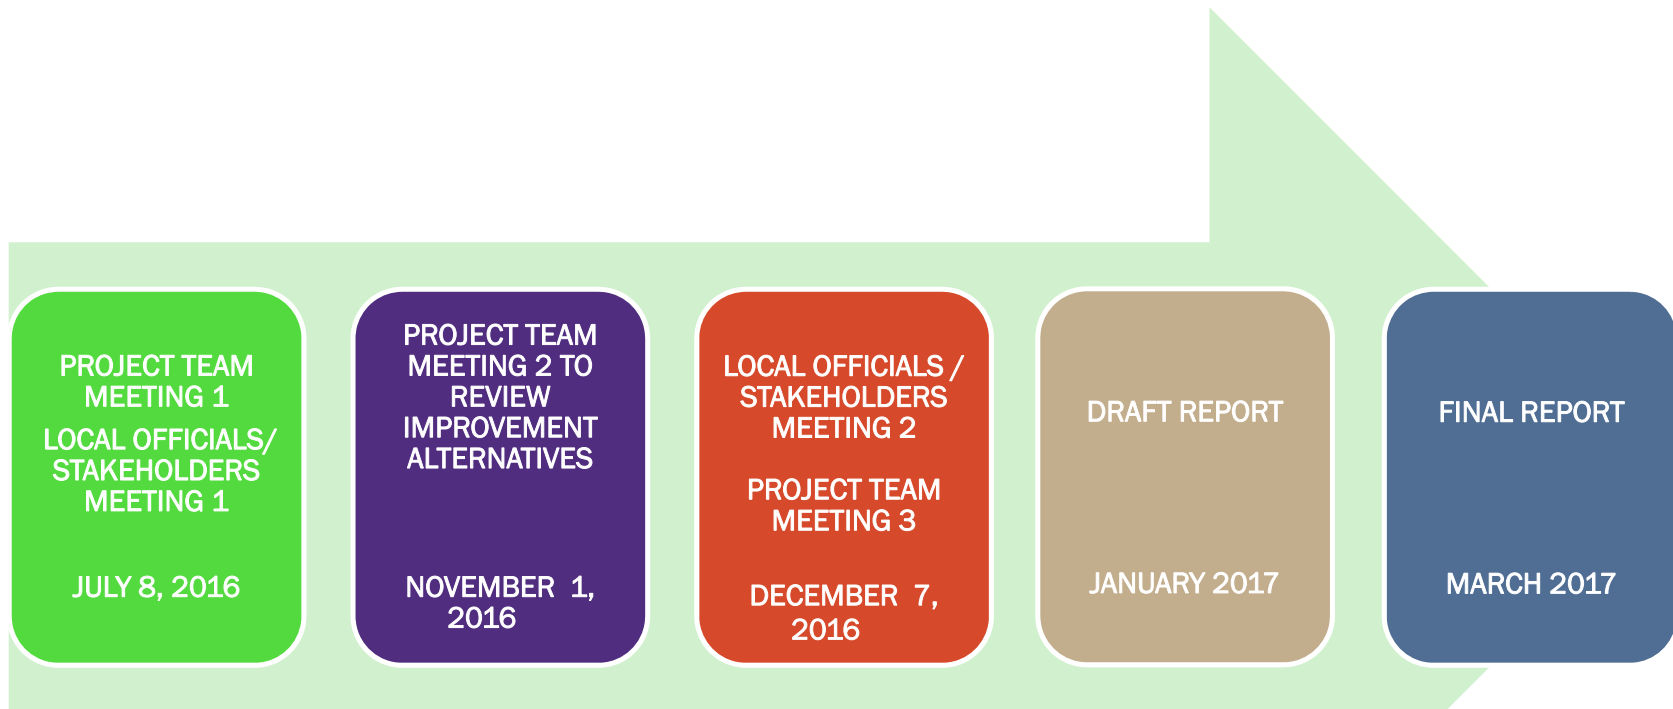 PROJECT TEAM
MEETING 1
LOCAL OFFICIALS/
STAKEHOLDERS
MEETING 1
JULY 8, 2016
PROJECT TEAM
MEETING 2 TO
REVIEW
IMPROVEMENT
ALTERNATIVES
NOVEMBER 1,
2016
LOCAL OFFICIALS /
STAKEHOLDERS
MEETING 2
PROJECT TEAM
MEETING 3
DECEMBER 7,
2016
DRAFT REPORT
JANUARY 2017
FINAL REPORT
MARCH 2017